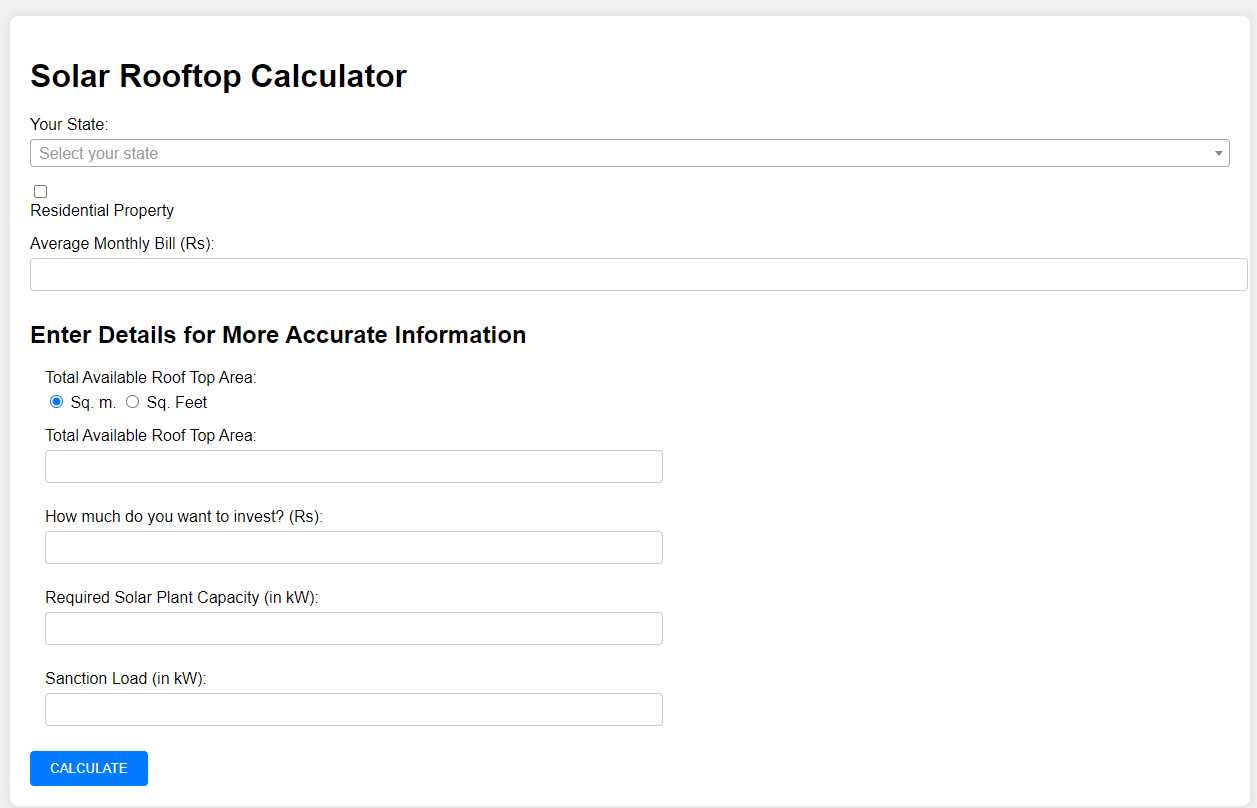 Solar Rooftop Calculator
Your State:
Select your state
Residential Property
Average Monthly Bill (Rs):
Enter Details for More Accurate Information
Total Available Roof Top Area:
Sq. m. Sq. Feet
Total Available Roof Top Area:
How much do you want to invest? (Rs):
Required Solar Plant Capacity (in kW):
Sanction Load (in kW):
CALCULATE